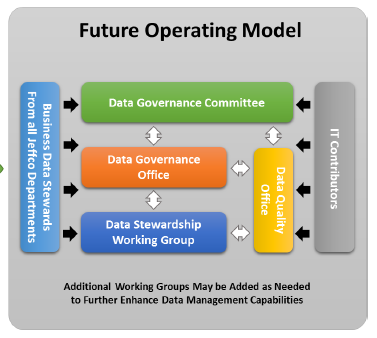 Future Operating Model
Business Data Stewards
From all Jeffco Departments
Data Governance Committee
Data Governance
Office
Data Stewardship
Working Group
Data Quality
Office
IT Contributors
Additional Working Groups May be Added as Needed
to Further Enhance Data Management Capabilities